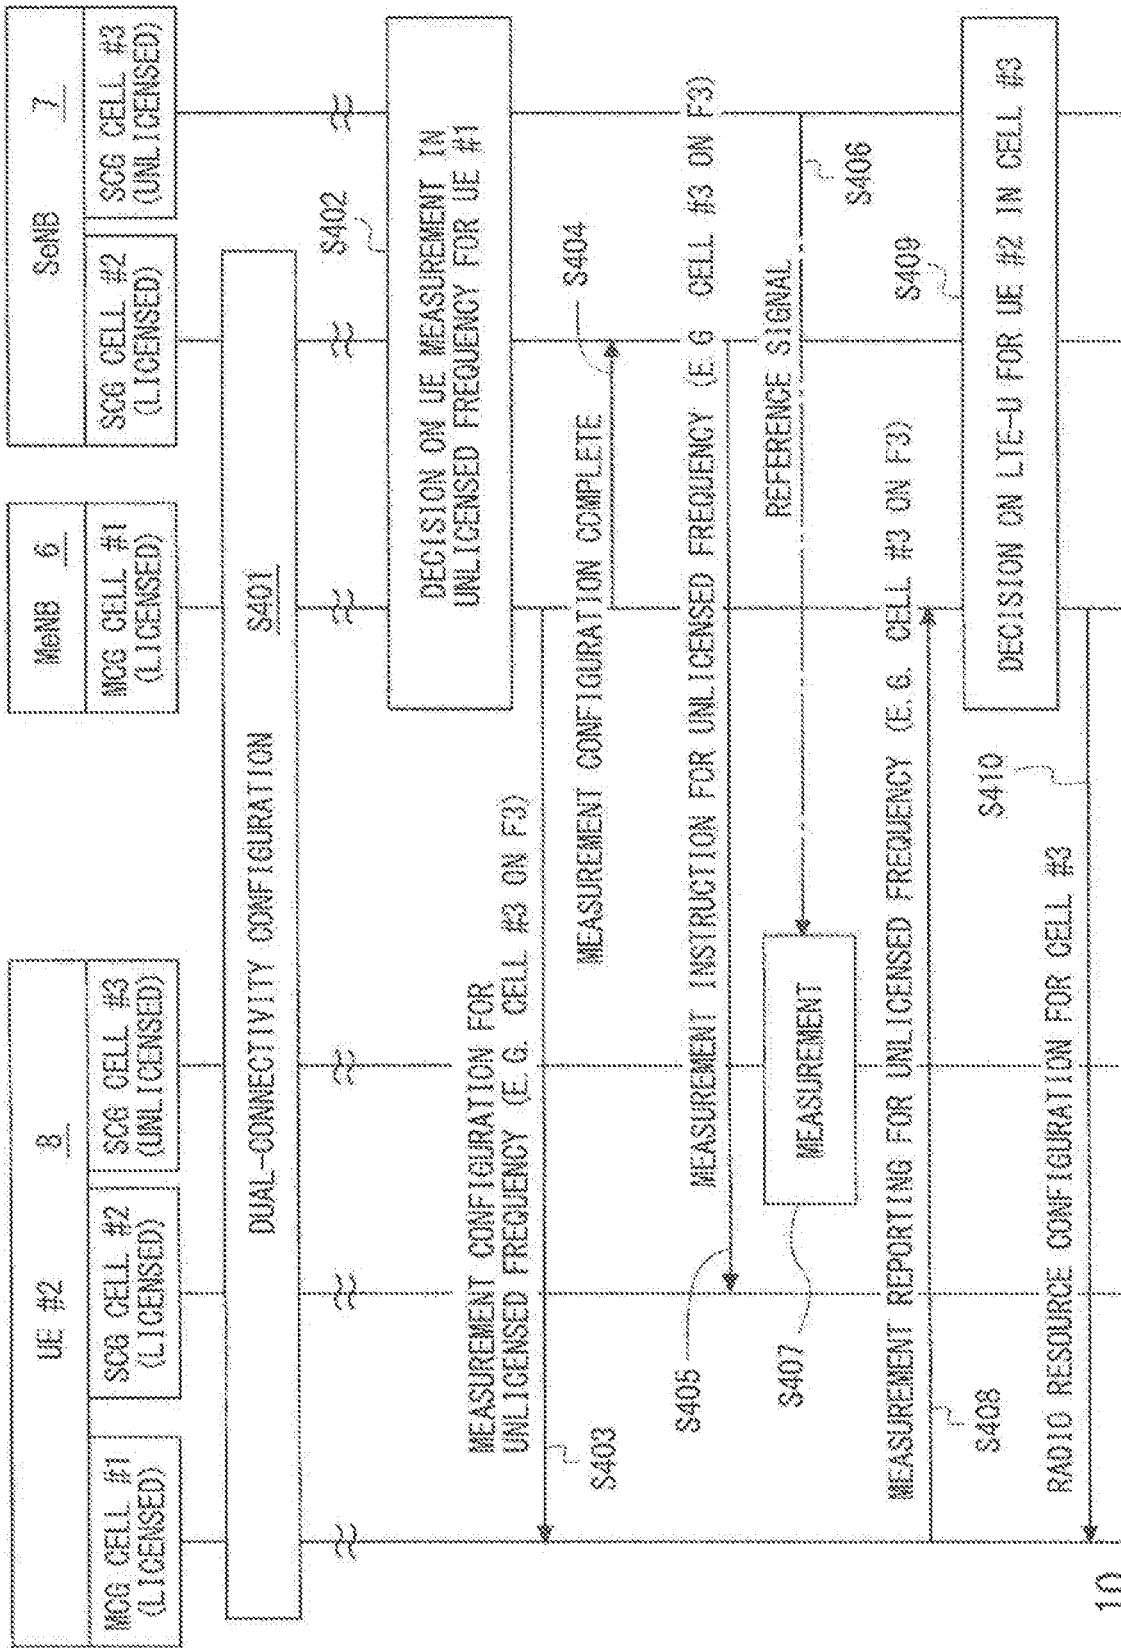 UE #2 8
MCG CELL #1
(LICENSED)
SCG CELL #2
(LICENSED)
SCG CELL #3
(UNLICENSED)
MeNB 6
MCG CELL #1
(LICENSED)
SeNB 7
SCG CELL #2
(LICENSED)
SCG CELL #3
(UNLICENSED)
DUAL-CONNECTIVITY CONFIGURATION S401
S402
DECISION ON UE MEASUREMENT IN
UNLICENSED FREQUENCY FOR UE #1
MEASUREMENT CONFIGURATION FOR
UNLICENSED FREQUENCY (E.G. CELL #3 ON F3)
S403
S404
MEASUREMENT CONFIGURATION COMPLETE
MEASUREMENT INSTRUCTION FOR UNLICENSED FREQUENCY (E.G CELL #3 ON F3)
S405
REFERENCE SIGNAL
S406
MEASUREMENT
S407
MEASUREMENT REPORTING FOR UNLICENSED FREQUENCY (E.G. CELL #3 ON F3)
S408
S409
DECISION ON LTE-U FOR UE #2 IN CELL #3
RADIO RESOURCE CONFIGURATION FOR CELL #3
S410
10